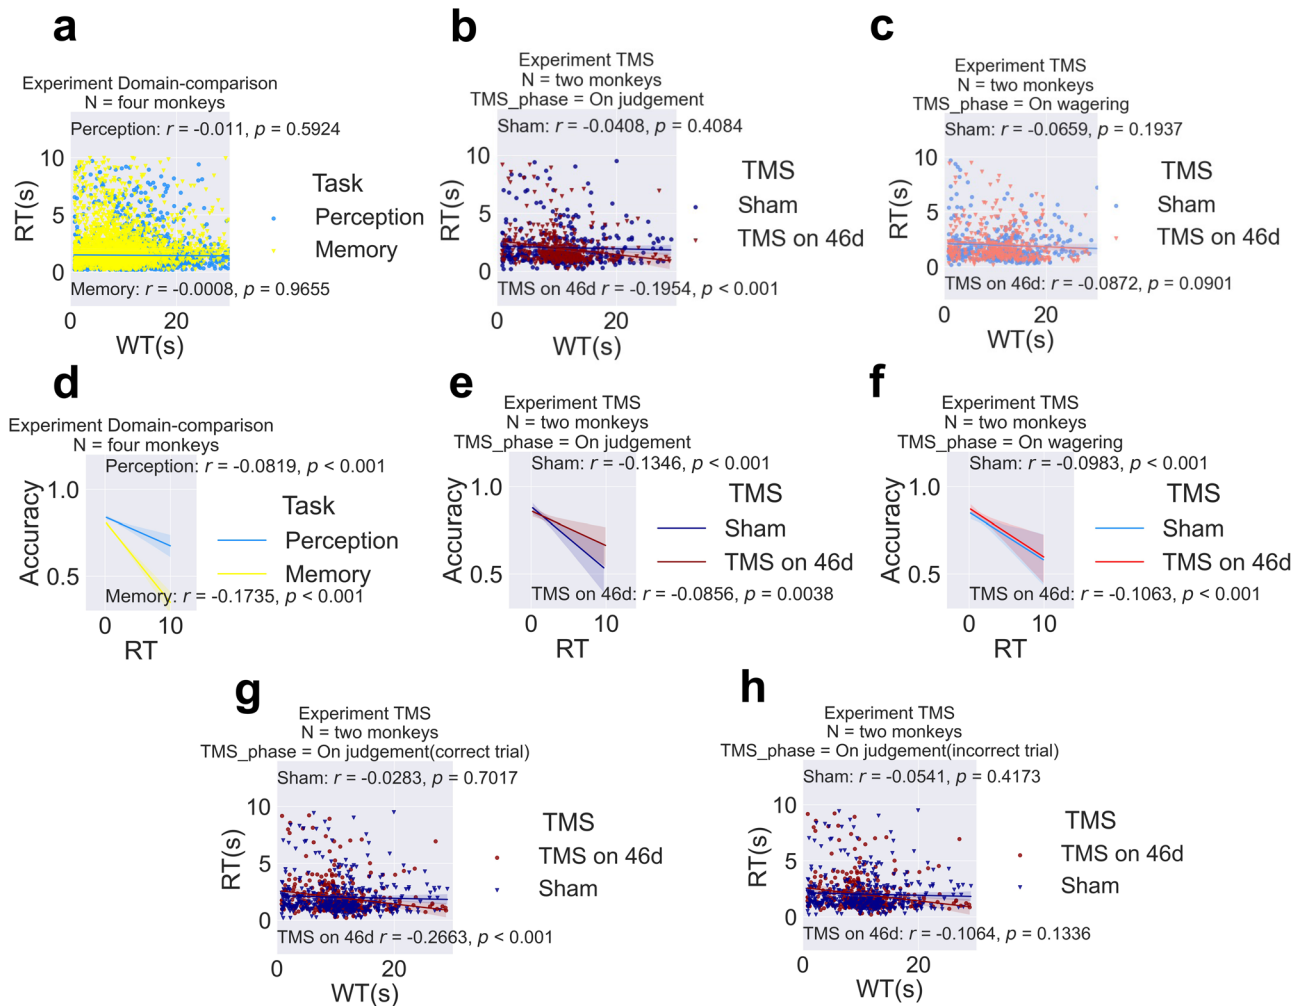 a
Experiment Domain-comparison
N = four monkeys
Perception: r = -0.011, p = 0.5924
10
5
0
RT(s)
Memory: r = -0.0008, p = 0.9655
0 20
WT(s)
Task
Perception
Memory
b
Experiment TMS
N = two monkeys
TMS_phase = On judgement
Sham: r = -0.0408, p = 0.4084
10
5
0
RT(s)
TMS on 46d r = -0.1954, p < 0.001
0 20
WT(s)
TMS
Sham
TMS on 46d
c
Experiment TMS
N = two monkeys
TMS_phase = On wagering
Sham: r = -0.0659, p = 0.1937
10
5
0
RT(s)
TMS on 46d: r = -0.0872, p = 0.0901
0 20
WT(s)
TMS
Sham
TMS on 46d
d
Experiment Domain-comparison
N = four monkeys
Perception: r = -0.0819, p < 0.001
1.0
0.5
Accuracy
Memory: r = -0.1735, p < 0.001
0 10
RT
Task
Perception
Memory
e
Experiment TMS
N = two monkeys
TMS_phase = On judgement
Sham: r = -0.1346, p < 0.001
1.0
0.5
Accuracy
TMS on 46d: r = -0.0856, p = 0.0038
0 10
RT
TMS
Sham
TMS on 46d
f
Experiment TMS
N = two monkeys
TMS_phase = On wagering
Sham: r = -0.0983, p < 0.001
1.0
0.5
Accuracy
TMS on 46d: r = -0.1063, p < 0.001
0 10
RT
TMS
Sham
TMS on 46d
g
Experiment TMS
N = two monkeys
TMS_phase = On judgement(correct trial)
Sham: r = -0.0283, p = 0.7017
10
5
0
RT(s)
TMS on 46d r = -0.2663, p < 0.001
0 20
WT(s)
TMS
TMS on 46d
Sham
h
Experiment TMS
N = two monkeys
TMS_phase = On judgement(incorrect trial)
Sham: r = -0.0541, p = 0.4173
10
5
0
RT(s)
TMS on 46d: r = -0.1064, p = 0.1336
0 20
WT(s)
TMS
TMS on 46d
Sham